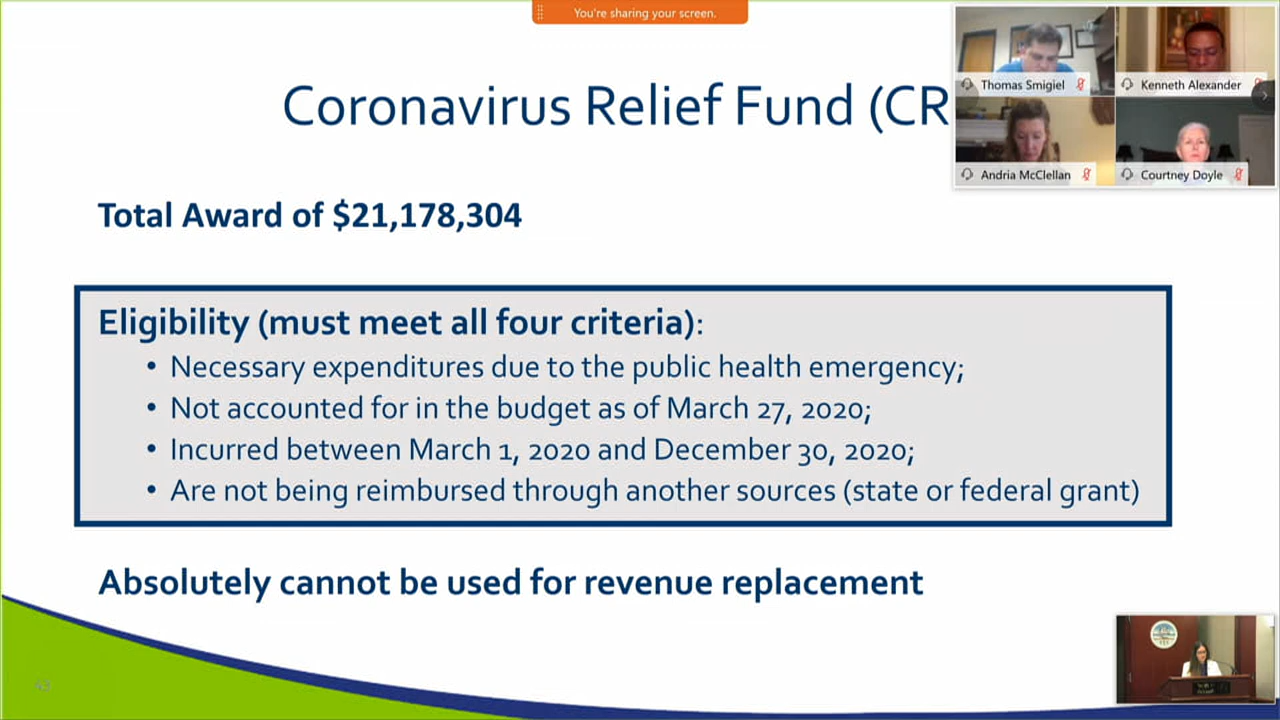 You're sharing your screen.
Coronavirus Relief Fund (CR
Thomas Smigiel
Kenneth Alexander
Andria McClellan
Courtney Doyle
Total Award of $21,178,304
Eligibility (must meet all four criteria):
• Necessary expenditures due to the public health emergency;
• Not accounted for in the budget as of March 27, 2020;
• Incurred between March 1, 2020 and December 30, 2020;
• Are not being reimbursed through another sources (state or federal grant)
Absolutely cannot be used for revenue replacement